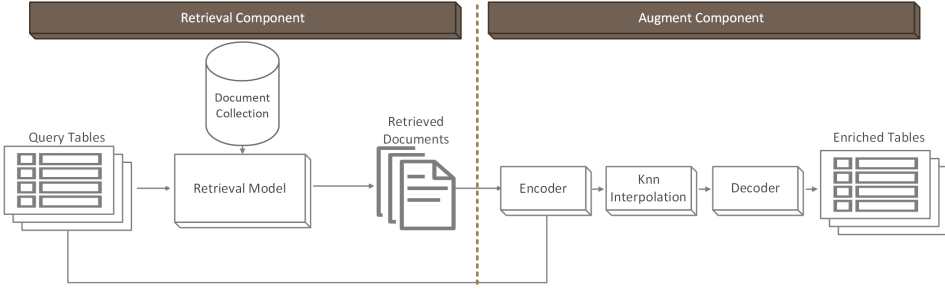 Retrieval Component
Augment Component
Document
Collection
Query Tables
Retrieval Model
Retrieved
Documents
Encoder
Knn
Interpolation
Decoder
Enriched Tables